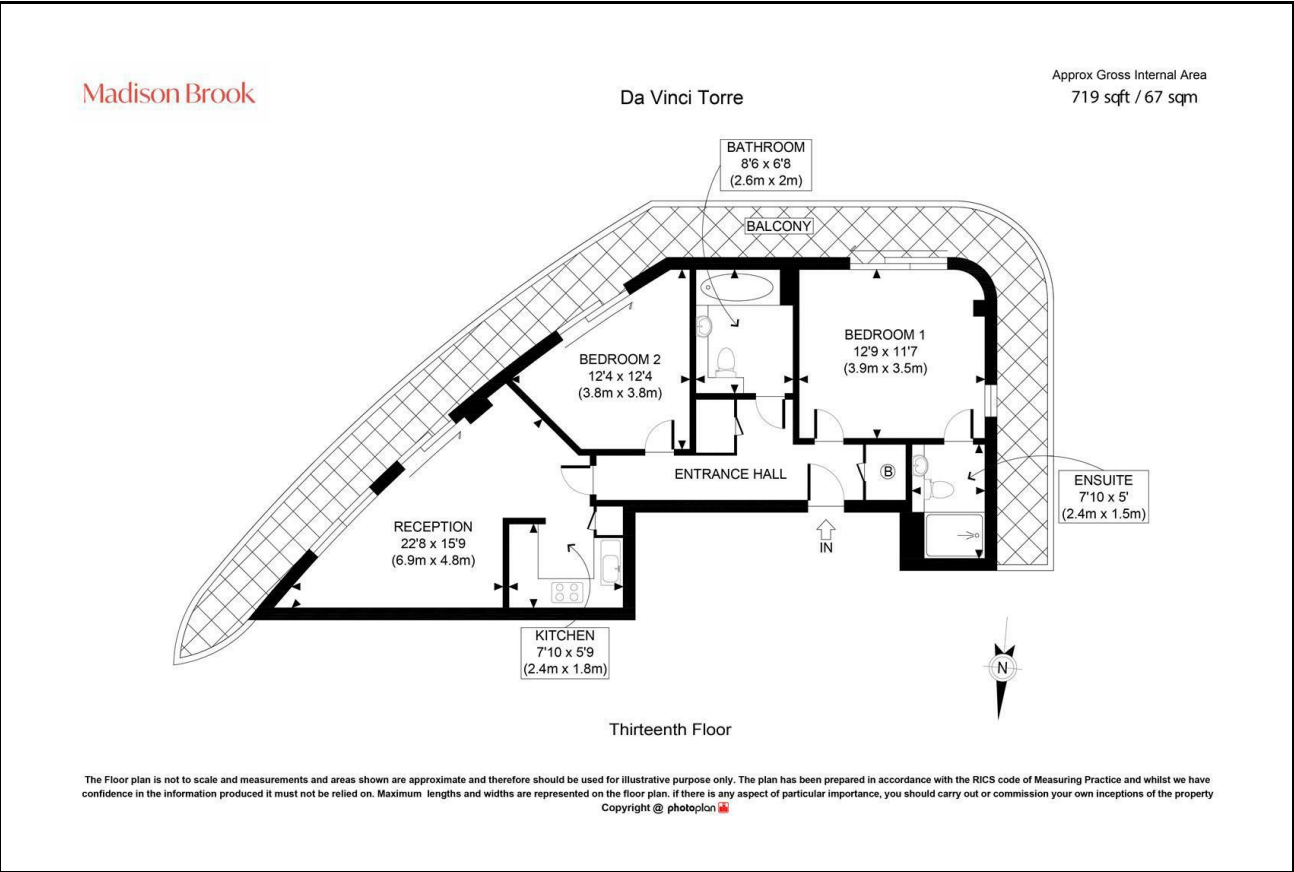 Madison Brook
Da Vinci Torre
Approx Gross Internal Area
719 sqft / 67 sqm
BATHROOM
8'6 x 6'8
(2.6m x 2m)
BALCONY
BEDROOM 1
12'9 x 11'7
(3.9m x 3.5m)
BEDROOM 2
12'4 x 12'4
(3.8m x 3.8m)
ENTRANCE HALL
B
ENSUITE
7'10 x 5'
(2.4m x 1.5m)
RECEPTION
22'8 x 15'9
(6.9m x 4.8m)
IN
KITCHEN
7'10 x 5'9
(2.4m x 1.8m)
N
Thirteenth Floor
The Floor plan is not to scale and measurements and areas shown are approximate and therefore should be used for illustrative purpose only. The plan has been prepared in accordance with the RICS code of Measuring Practice and whilst we have
confidence in the information produced it must not be relied on. Maximum lengths and widths are represented on the floor plan. if there is any aspect of particular importance, you should carry out or commission your own inceptions of the property
Copyright @ photoplan